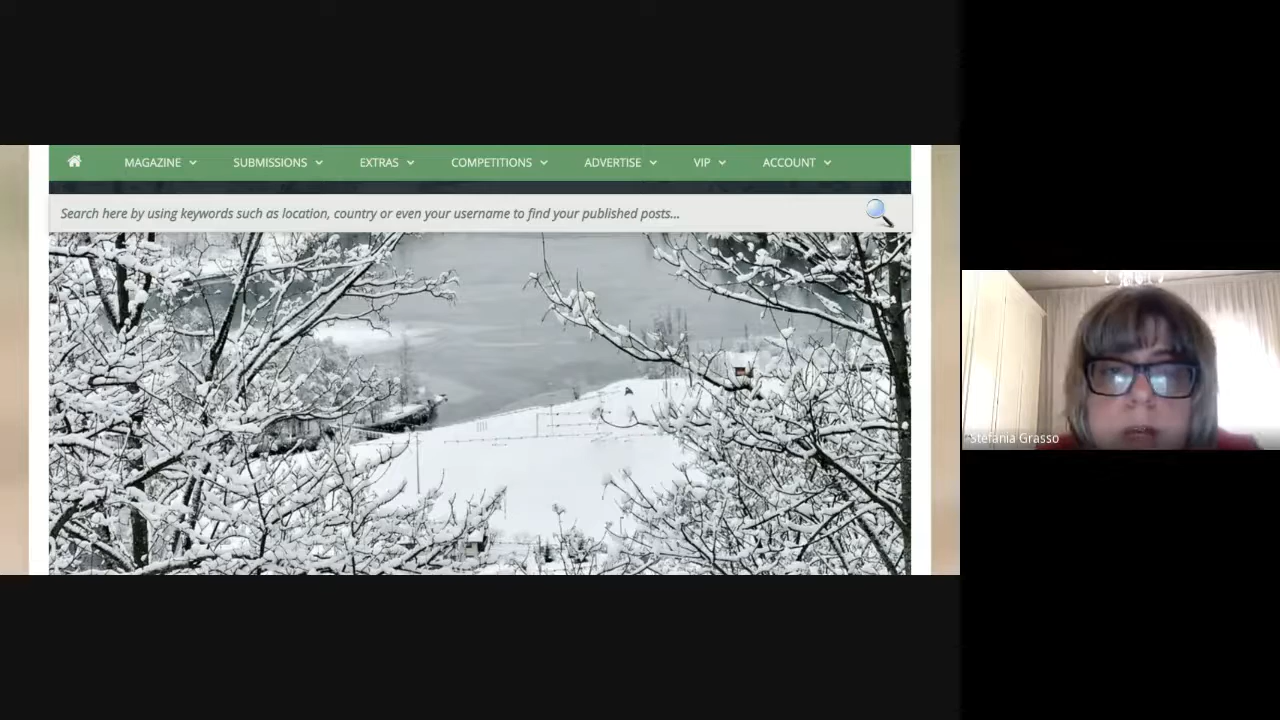 MAGAZINE SUBMISSIONS EXTRAS COMPETITIONS ADVERTISE VIP ACCOUNT
Search here by using keywords such as location, country or even your username to find your published posts...
Stefania Grasso